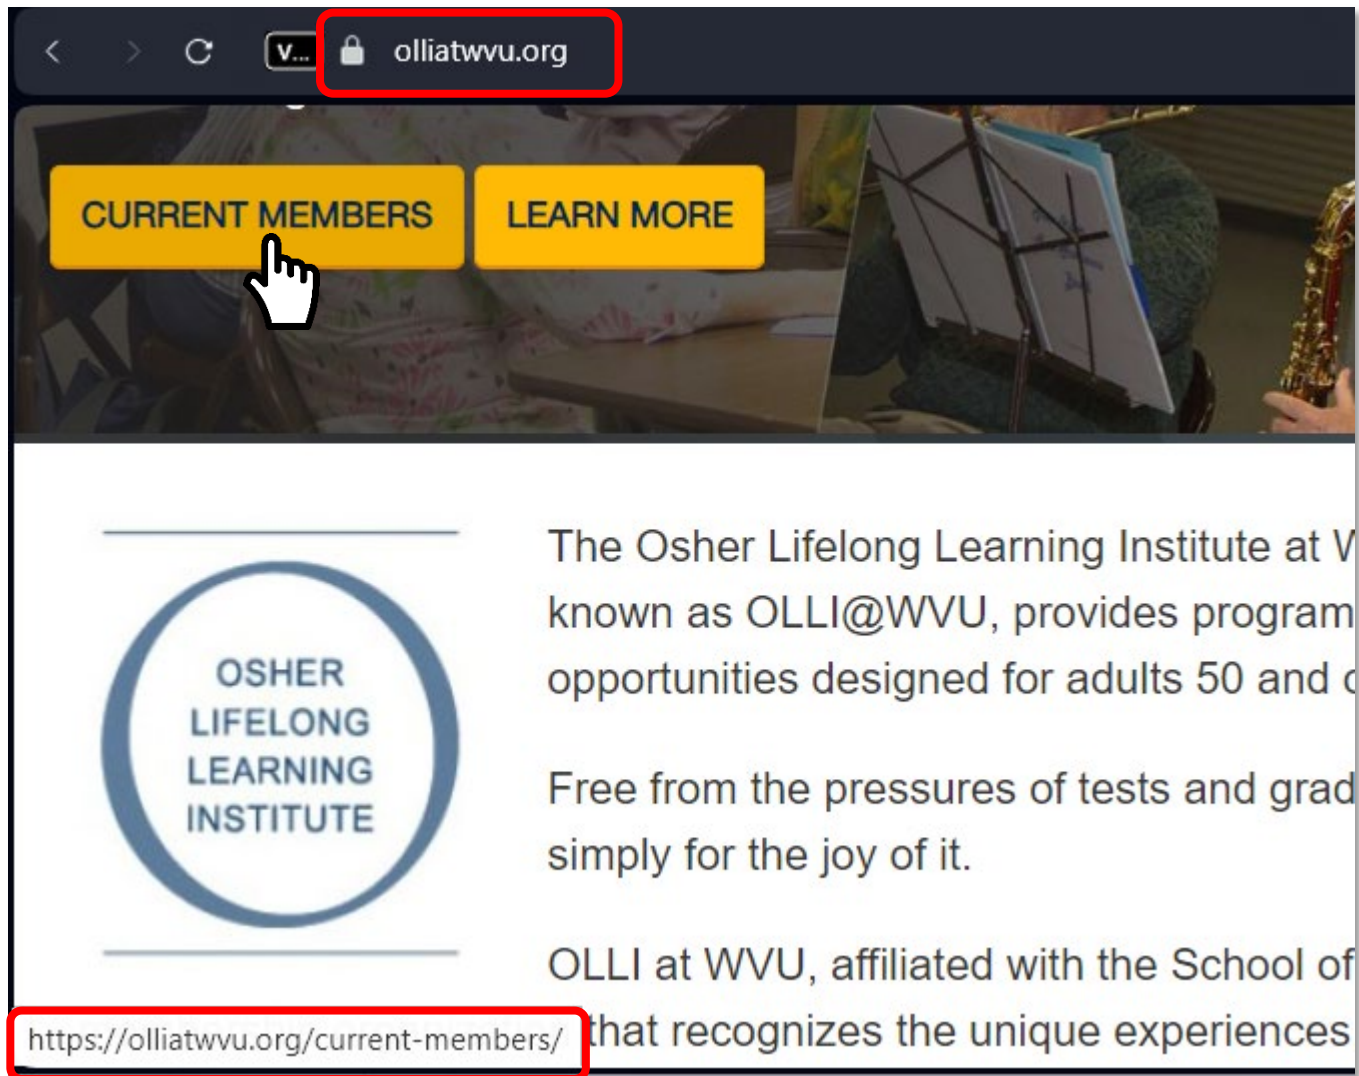 V...
olliatwvu.org
CURRENT MEMBERS
LEARN MORE
OSHER
LIFELONG
LEARNING
INSTITUTE
The Osher Lifelong Learning Institute at
known as OLLI@WVU, provides program
opportunities designed for adults 50 and
Free from the pressures of tests and grad
simply for the joy of it.
OLLI at WVU, affiliated with the School of
that recognizes the unique experiences
https://olliatwvu.org/current-members/